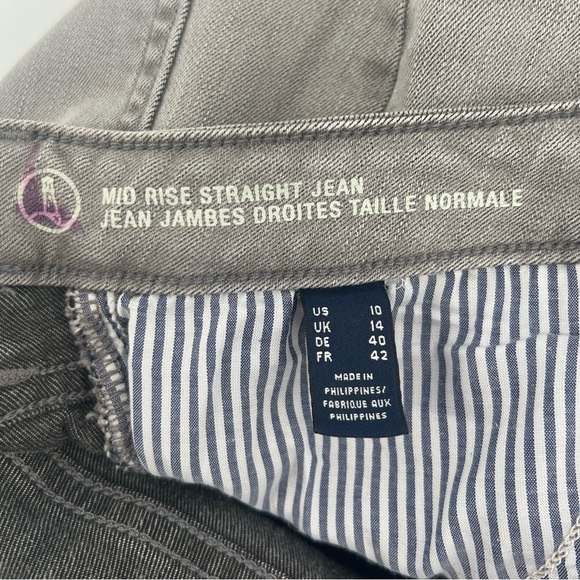 MID RISE STRAIGHT JEAN
JEAN JAMBES DROITES TAILLE NORMALE
US 10
UK 14
DE 40
FR 42
MADE IN
PHILIPPINES/
FABRIQUE AUX
PHILIPPINES